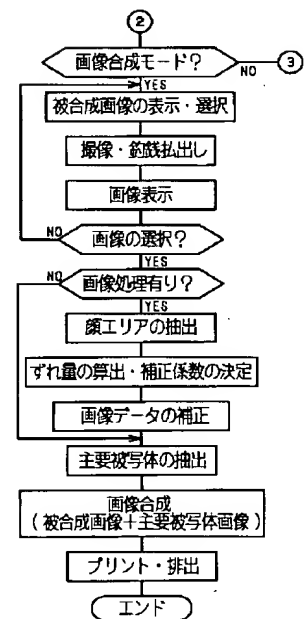 ②
画像合成モード?
NO
③
YES
被合成画像の表示・選択
撮像・釣銭払出し
画像表示
NO
画像の選択?
YES
NO
画像処理有り?
YES
顔エリアの抽出
ずれ量の算出・補正係数の決定
画像データの補正
主要被写体の抽出
画像合成
(被合成画像+主要被写体画像)
プリント・排出
エンド